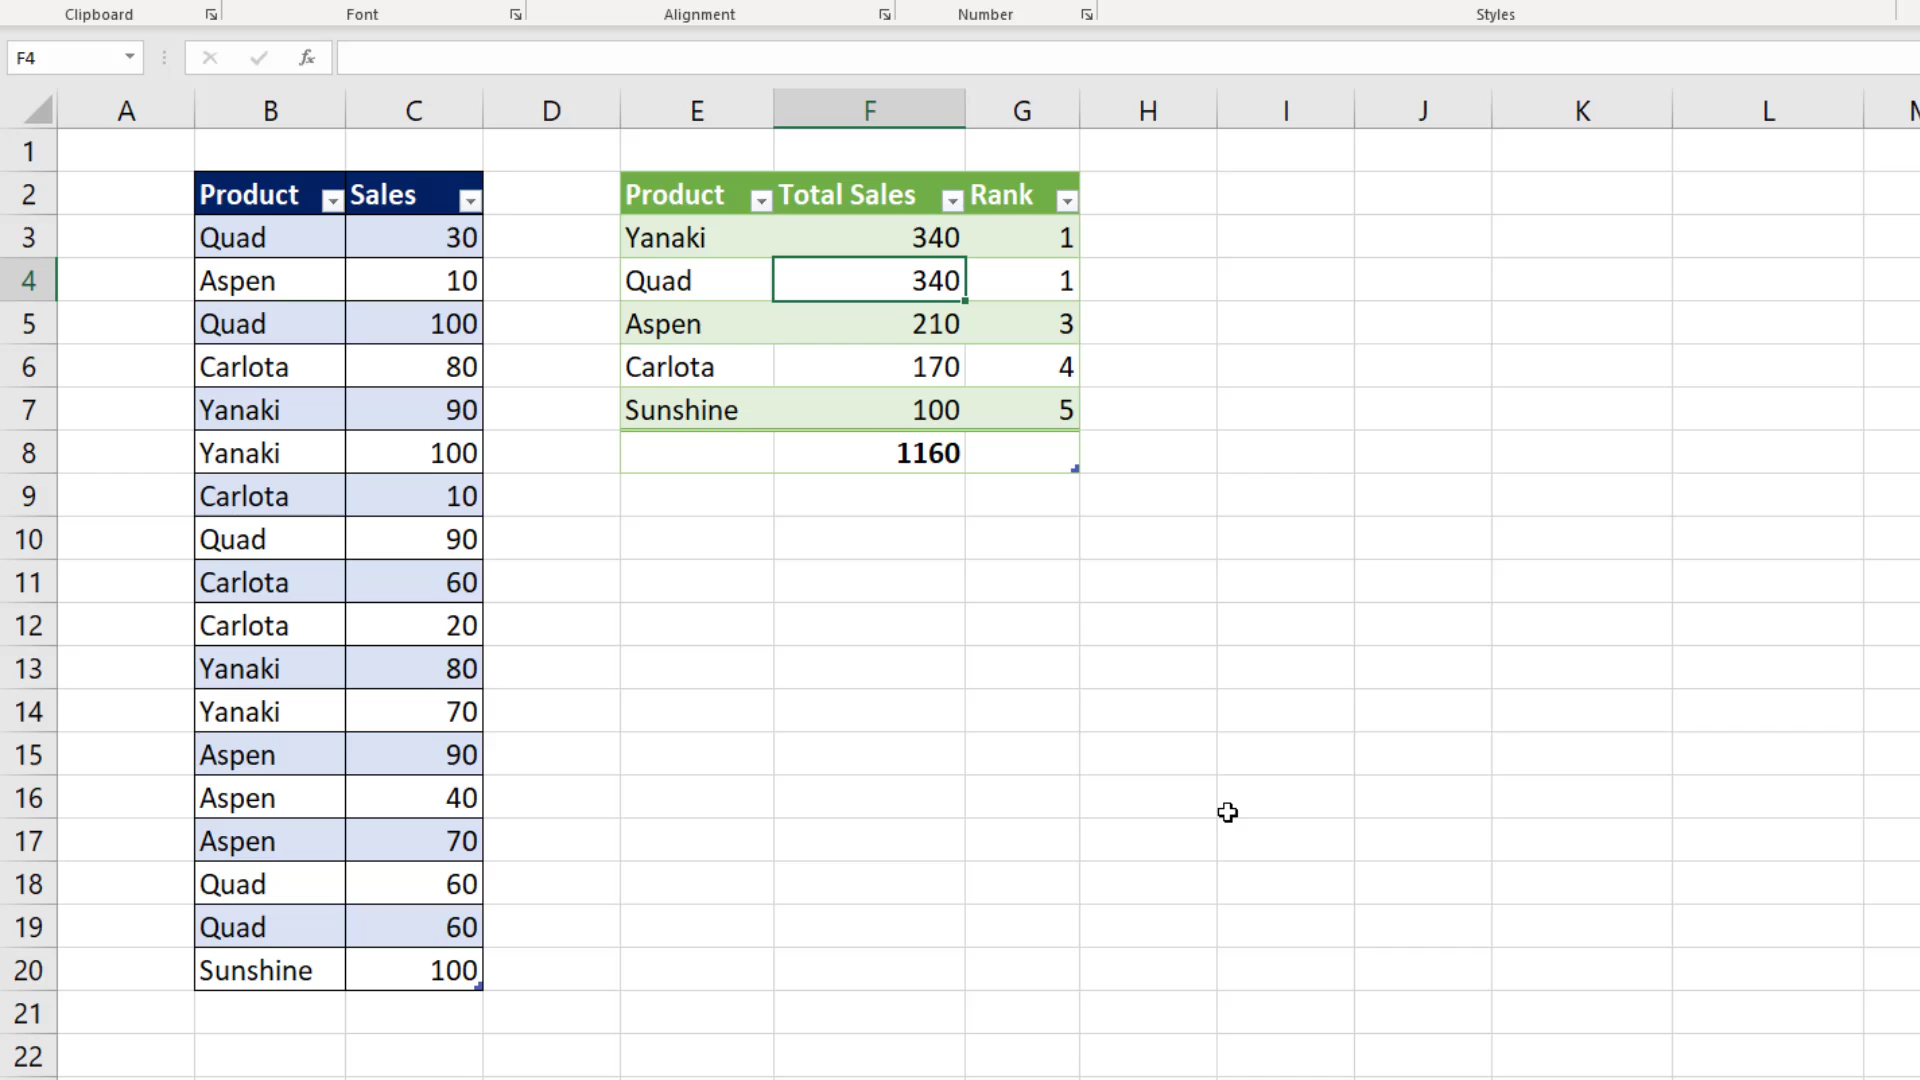 Clipboard Font Alignment Number Styles
F4 fx
A B C D E F G H I J K L
1
2 Product Sales Product Total Sales Rank
3 Quad 30 Yanaki 340 1
4 Aspen 10 Quad 340 1
5 Quad 100 Aspen 210 3
6 Carlota 80 Carlota 170 4
7 Yanaki 90 Sunshine 100 5
8 Yanaki 100 1160
9 Carlota 10
10 Quad 90
11 Carlota 60
12 Carlota 20
13 Yanaki 80
14 Yanaki 70
15 Aspen 90
16 Aspen 40
17 Aspen 70
18 Quad 60
19 Quad 60
20 Sunshine 100
21
22